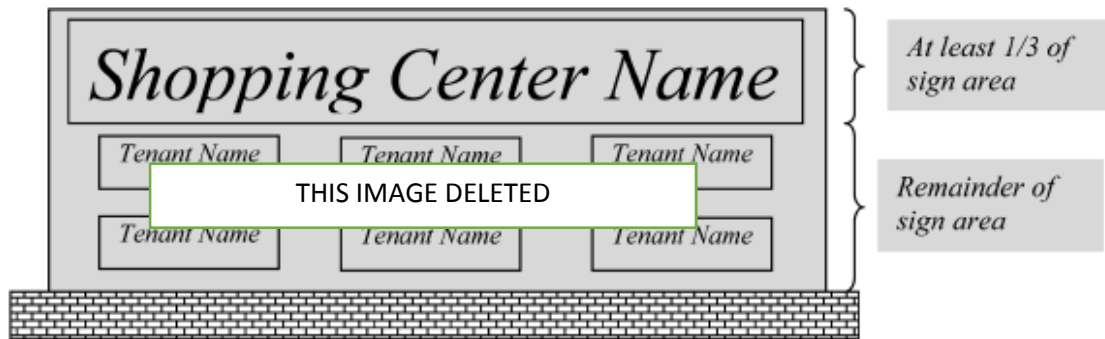 Shopping Center Name
At least 1/3 of
sign area
Tenant Name Tenant Name Tenant Name
THIS IMAGE DELETED
Remainder of
sign area
Tenant Name Tenant Name Tenant Name